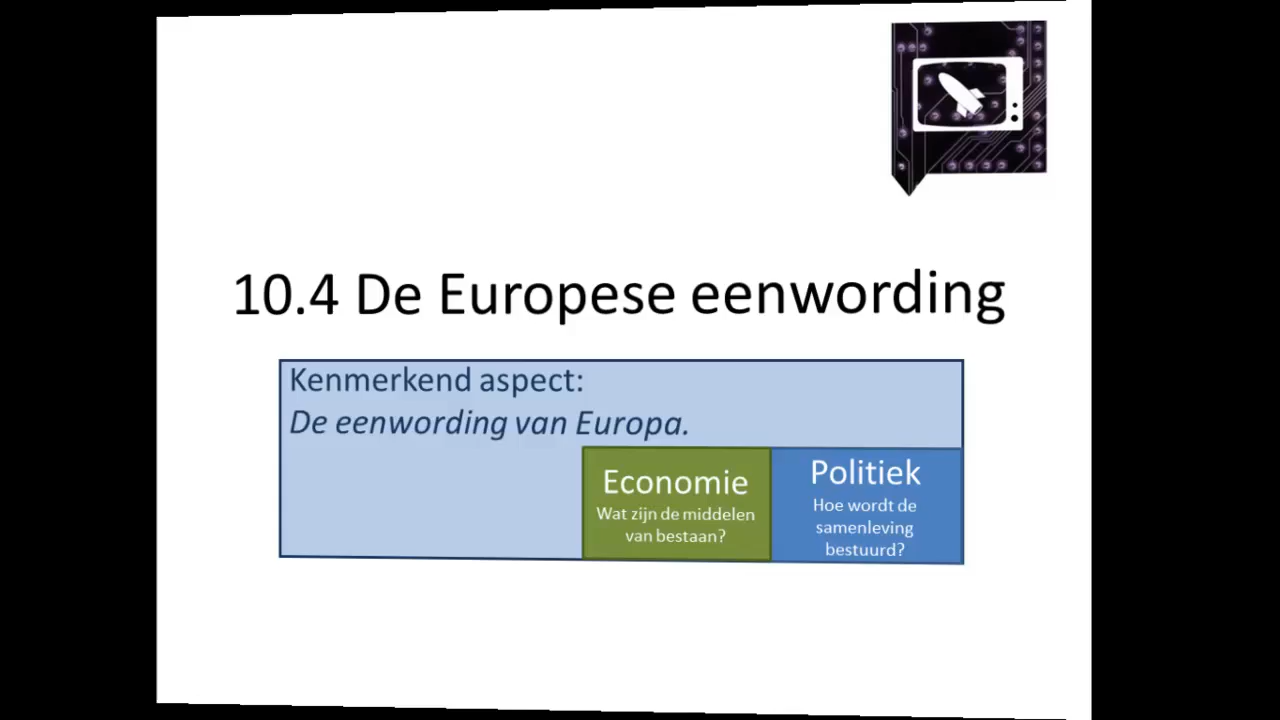 10.4 De Europese eenwording
Kenmerkend aspect:
De eenwording van Europa.
Economie
Wat zijn de middelen
van bestaan?
Politiek
Hoe wordt de
samenleving
bestuurd?